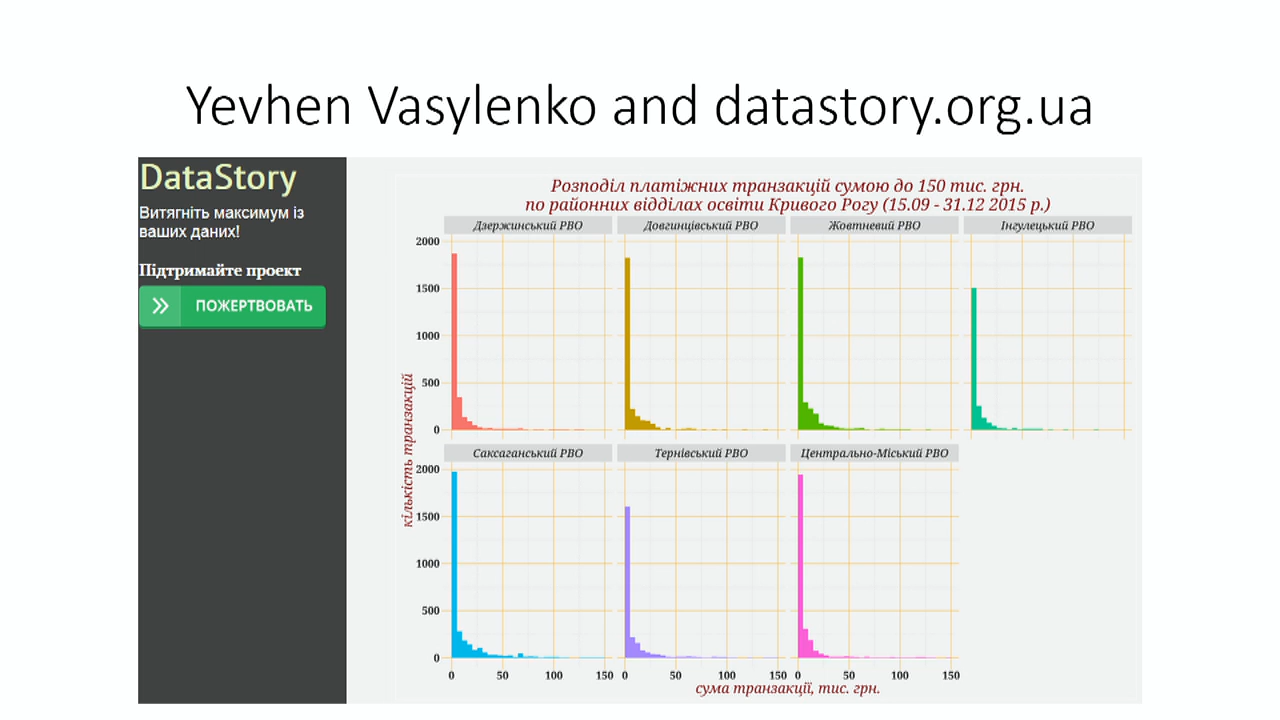 Yevhen Vasylenko and datastory.org.ua
DataStory
Витягніть максимум із
ваших даних!
Підтримайте проект
ПОЖЕРТВОВАТЬ
Розподіл платіжних транзакцій сумою до 150 тис. грн.
по районних відділах освіти Кривого Рогу (15.09 - 31.12 2015 р.)
Дзержинський РВО Довгинцівський РВО Жовтневий РВО Інгулецький РВО
2000
1500
1000
500
0
кількість транзакцій
Саксаганський РВО Тернівський РВО Центрально-Міський РВО
2000
1500
1000
500
0
0 50 100 150 0 50 100 150 0 50 100 150
сума транзакції, тис. грн.